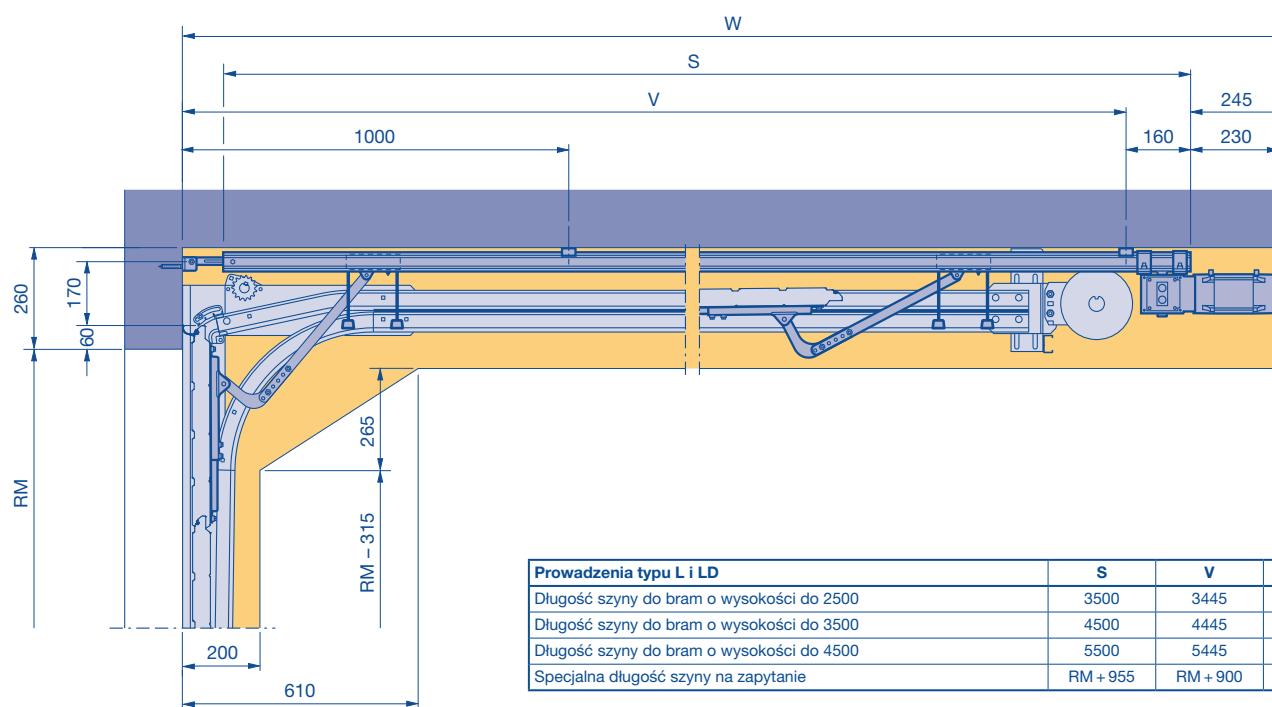 W
S
V
245
1000
160
230
260
170
60
RM
265
RM – 315
200
610
Prowadzenia typu L i LD S V
Długość szyny do bram o wysokości do 2500 3500 3445
Długość szyny do bram o wysokości do 3500 4500 4445
Długość szyny do bram o wysokości do 4500 5500 5445
Specjalna długość szyny na zapytanie RM + 955 RM + 900